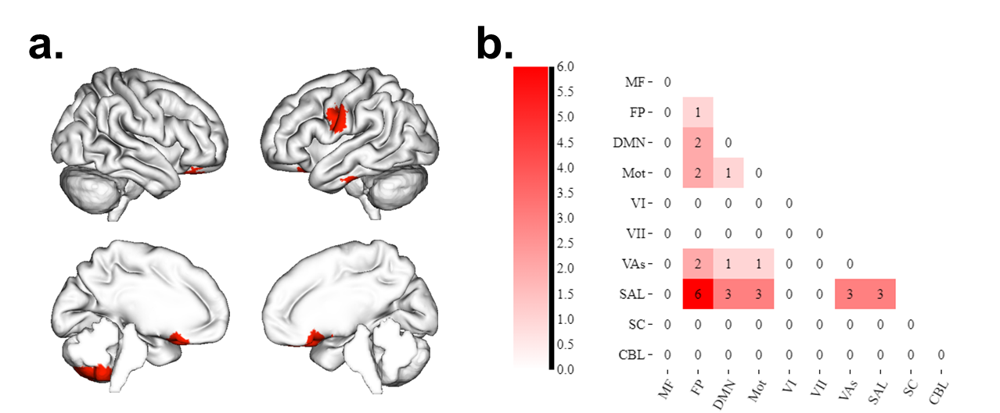 a.
b.
6.0
5.5
5.0
4.5
4.0
3.5
3.0
2.5
2.0
1.5
1.0
0.5
0.0
MF 0
FP 0 1
DMN 0 2 0
Mot 0 2 1 0
VI 0 0 0 0 0
VII 0 0 0 0 0 0
VAs 0 2 1 1 0 0 0
SAL 0 6 3 3 0 0 3 3
SC 0 0 0 0 0 0 0 0 0
CBL 0 0 0 0 0 0 0 0 0 0
MF FP DMN Mot VI VII VAs SAL SC CBL